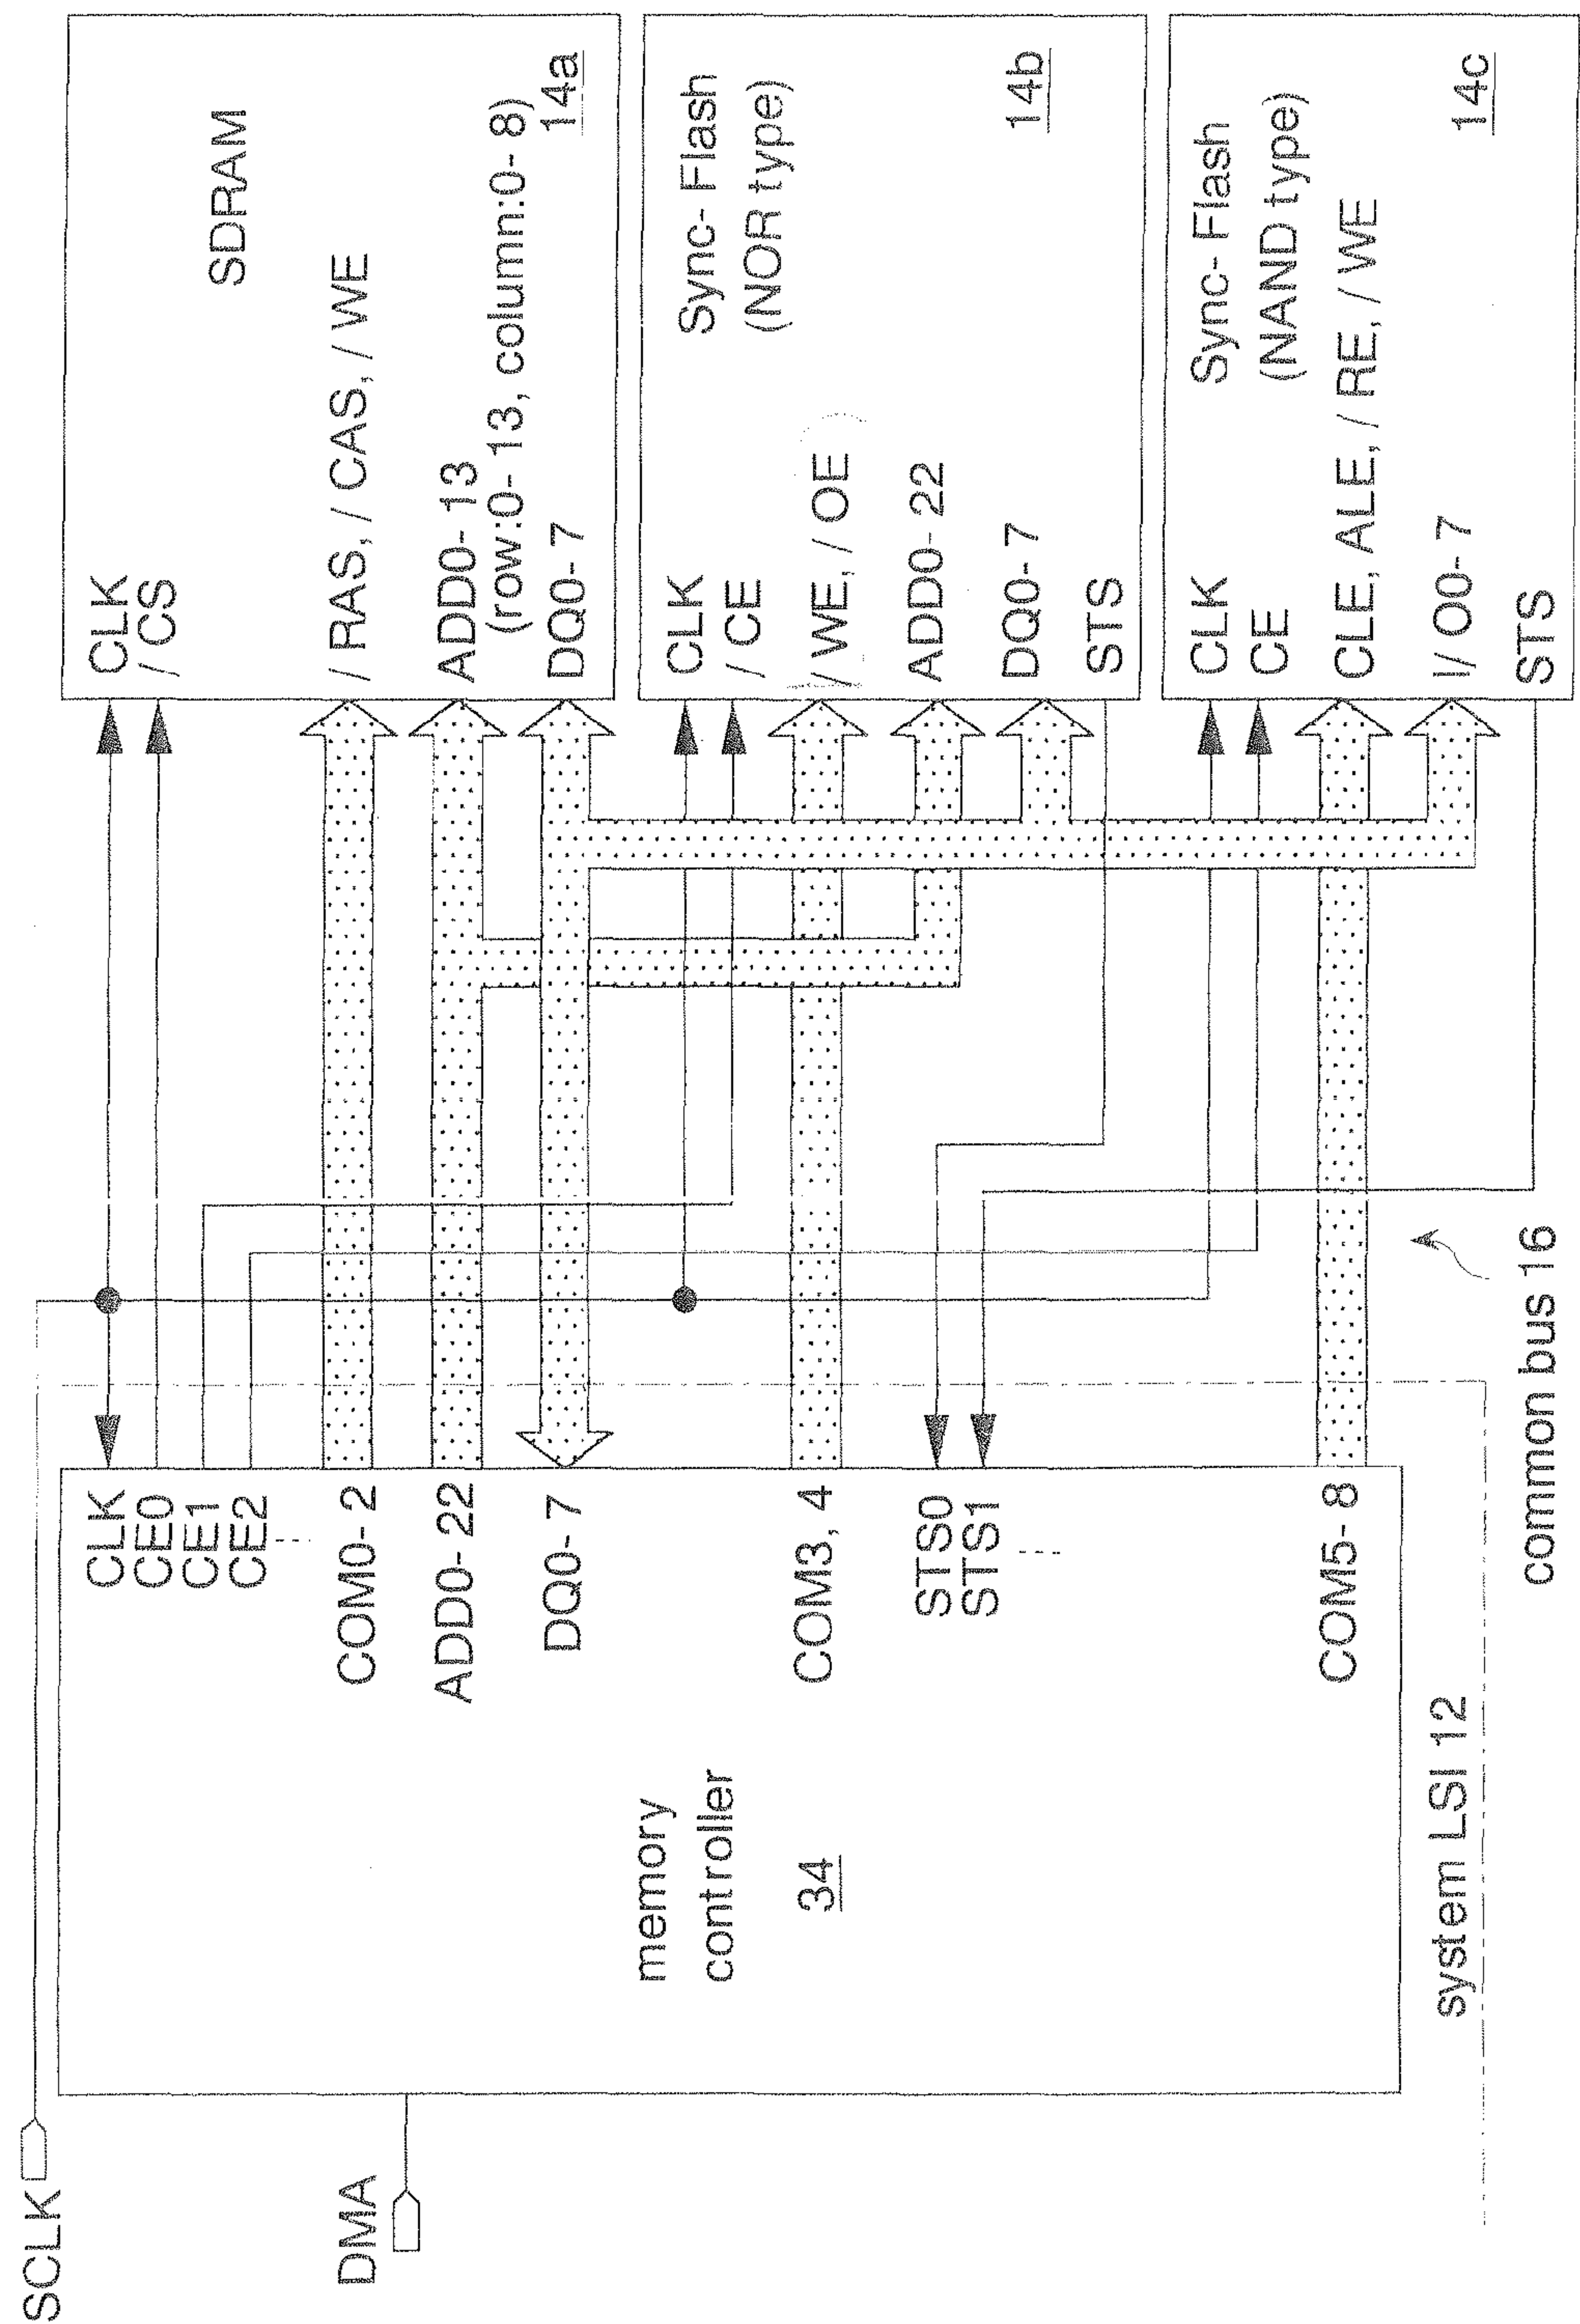 SCLK
DMA
memory
controller
34
CLK
CE0
CE1
CE2
COM0-2
ADD0-22
DQ0-7
COM3, 4
STS0
STS1
COM5-8
system LSI 12
common bus 16
CLK
/ CS
SDRAM
/ RAS, / CAS, / WE
ADD0-13
(row:0-13, column:0-8)
DQ0-7
14a
CLK
/ CE
Sync-Flash
(NOR type)
/ WE, / OE
ADD0-22
DQ0-7
STS
14b
CLK
CE
Sync-Flash
(NAND type)
CLE, ALE, / RE, / WE
I/ O0-7
STS
14c